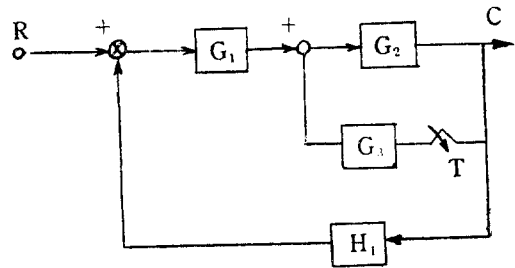 R + G₁ + G₂ C
G₃ T
H₁